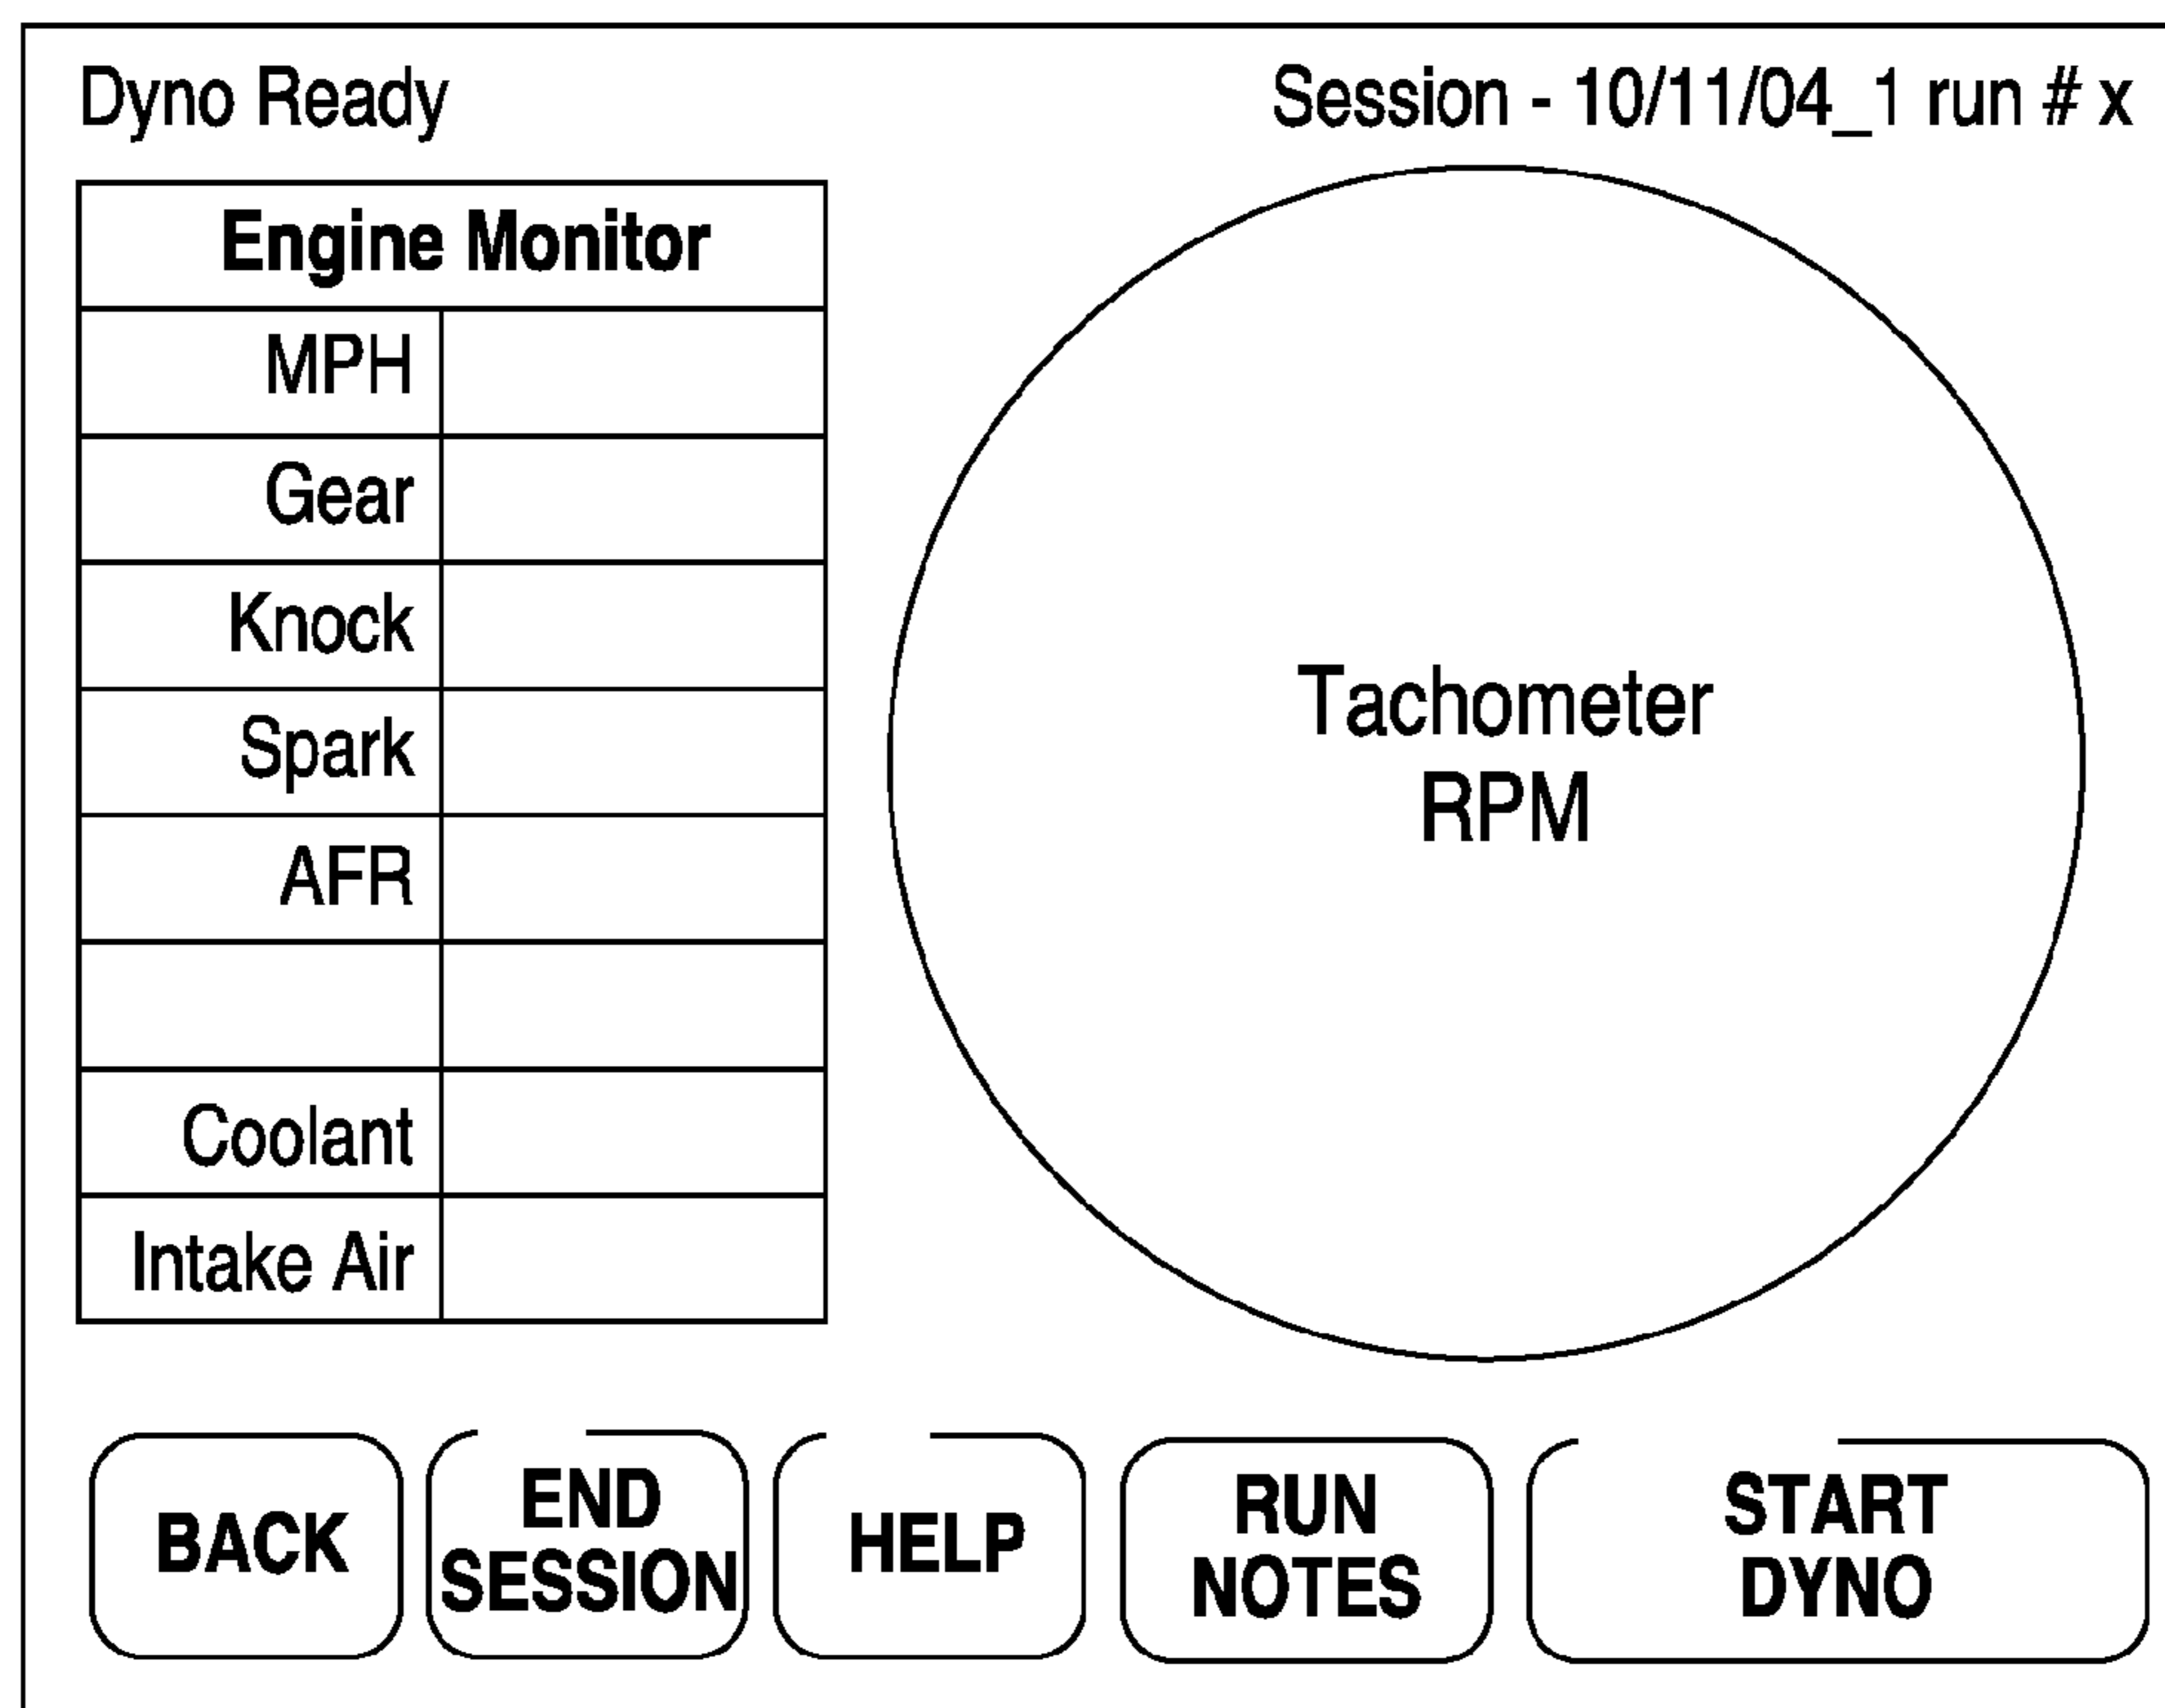 Dyno Ready
Session - 10/11/04_1 run # x
Engine Monitor
MPH
Gear
Knock
Spark
AFR
Coolant
Intake Air
Tachometer
RPM
BACK
END
SESSION
HELP
RUN
NOTES
START
DYNO